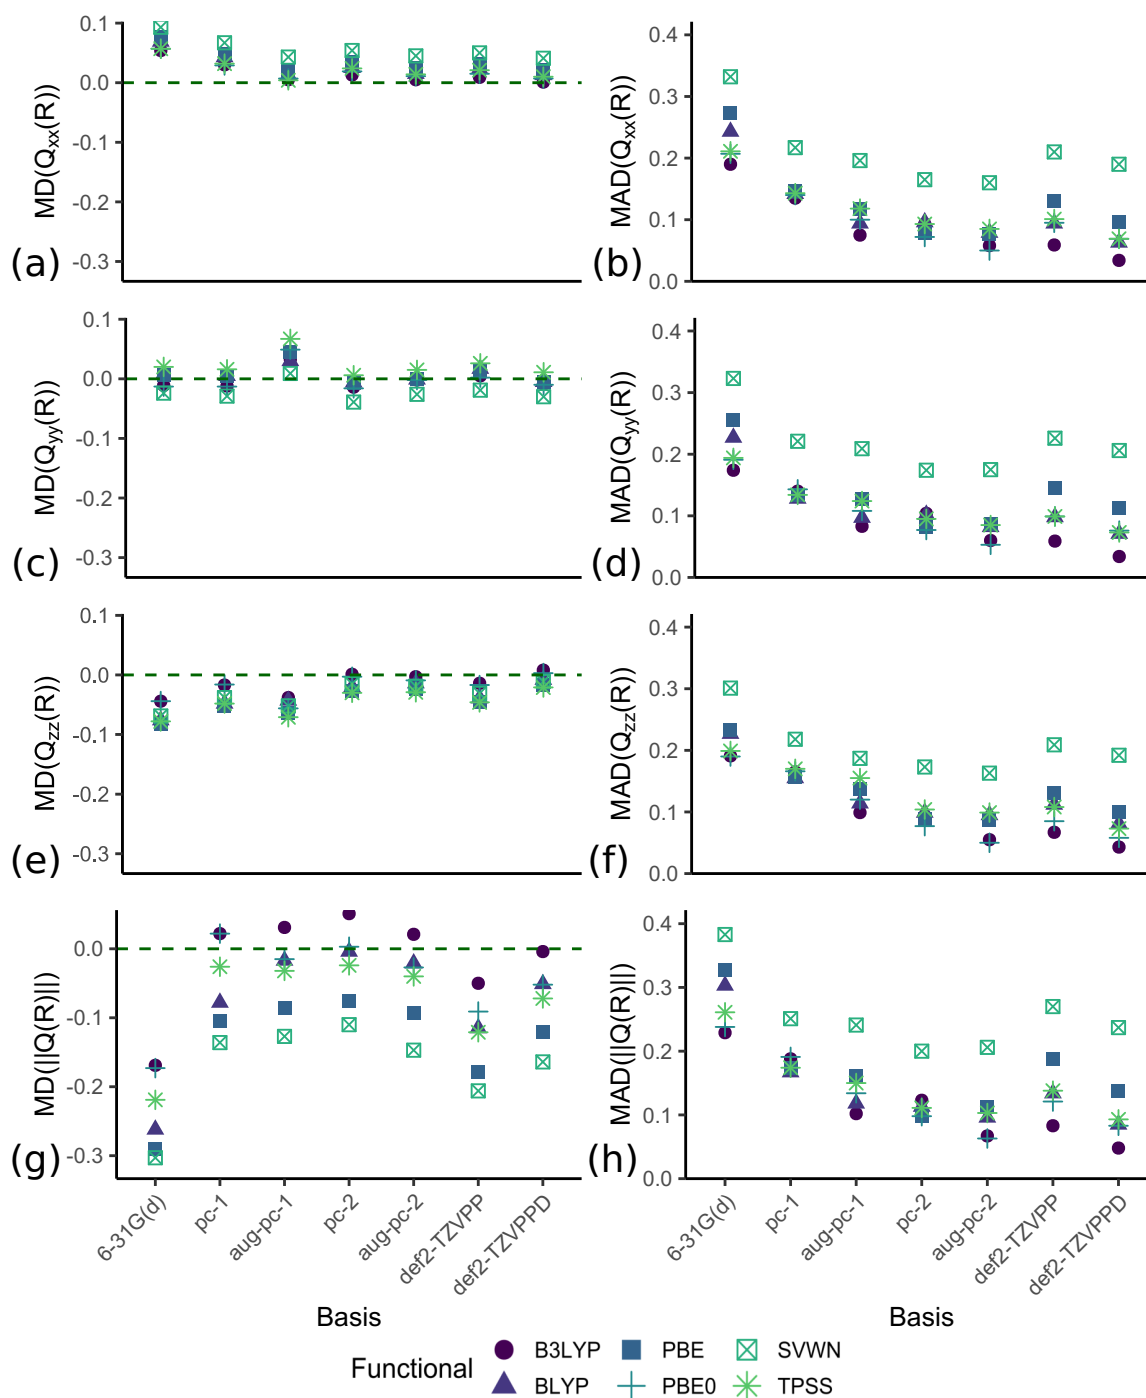 MD(Qxx(R))
0.1
0.0
-0.1
-0.2
-0.3
(a)
MAD(Qxx(R))
0.4
0.3
0.2
0.1
0.0
(b)
MD(Qyy(R))
0.1
0.0
-0.1
-0.2
-0.3
(c)
MAD(Qyy(R))
0.4
0.3
0.2
0.1
0.0
(d)
MD(Qzz(R))
0.1
0.0
-0.1
-0.2
-0.3
(e)
MAD(Qzz(R))
0.4
0.3
0.2
0.1
0.0
(f)
MD(||Q(R)||)
0.0
-0.1
-0.2
-0.3
(g)
6-31G(d)
pc-1
aug-pc-1
pc-2
aug-pc-2
def2-TZVPP
def2-TZVPPD
Basis
MAD(||Q(R)||)
0.4
0.3
0.2
0.1
0.0
(h)
6-31G(d)
pc-1
aug-pc-1
pc-2
aug-pc-2
def2-TZVPP
def2-TZVPPD
Basis
Functional
B3LYP
PBE
SVWN
BLYP
PBE0
TPSS